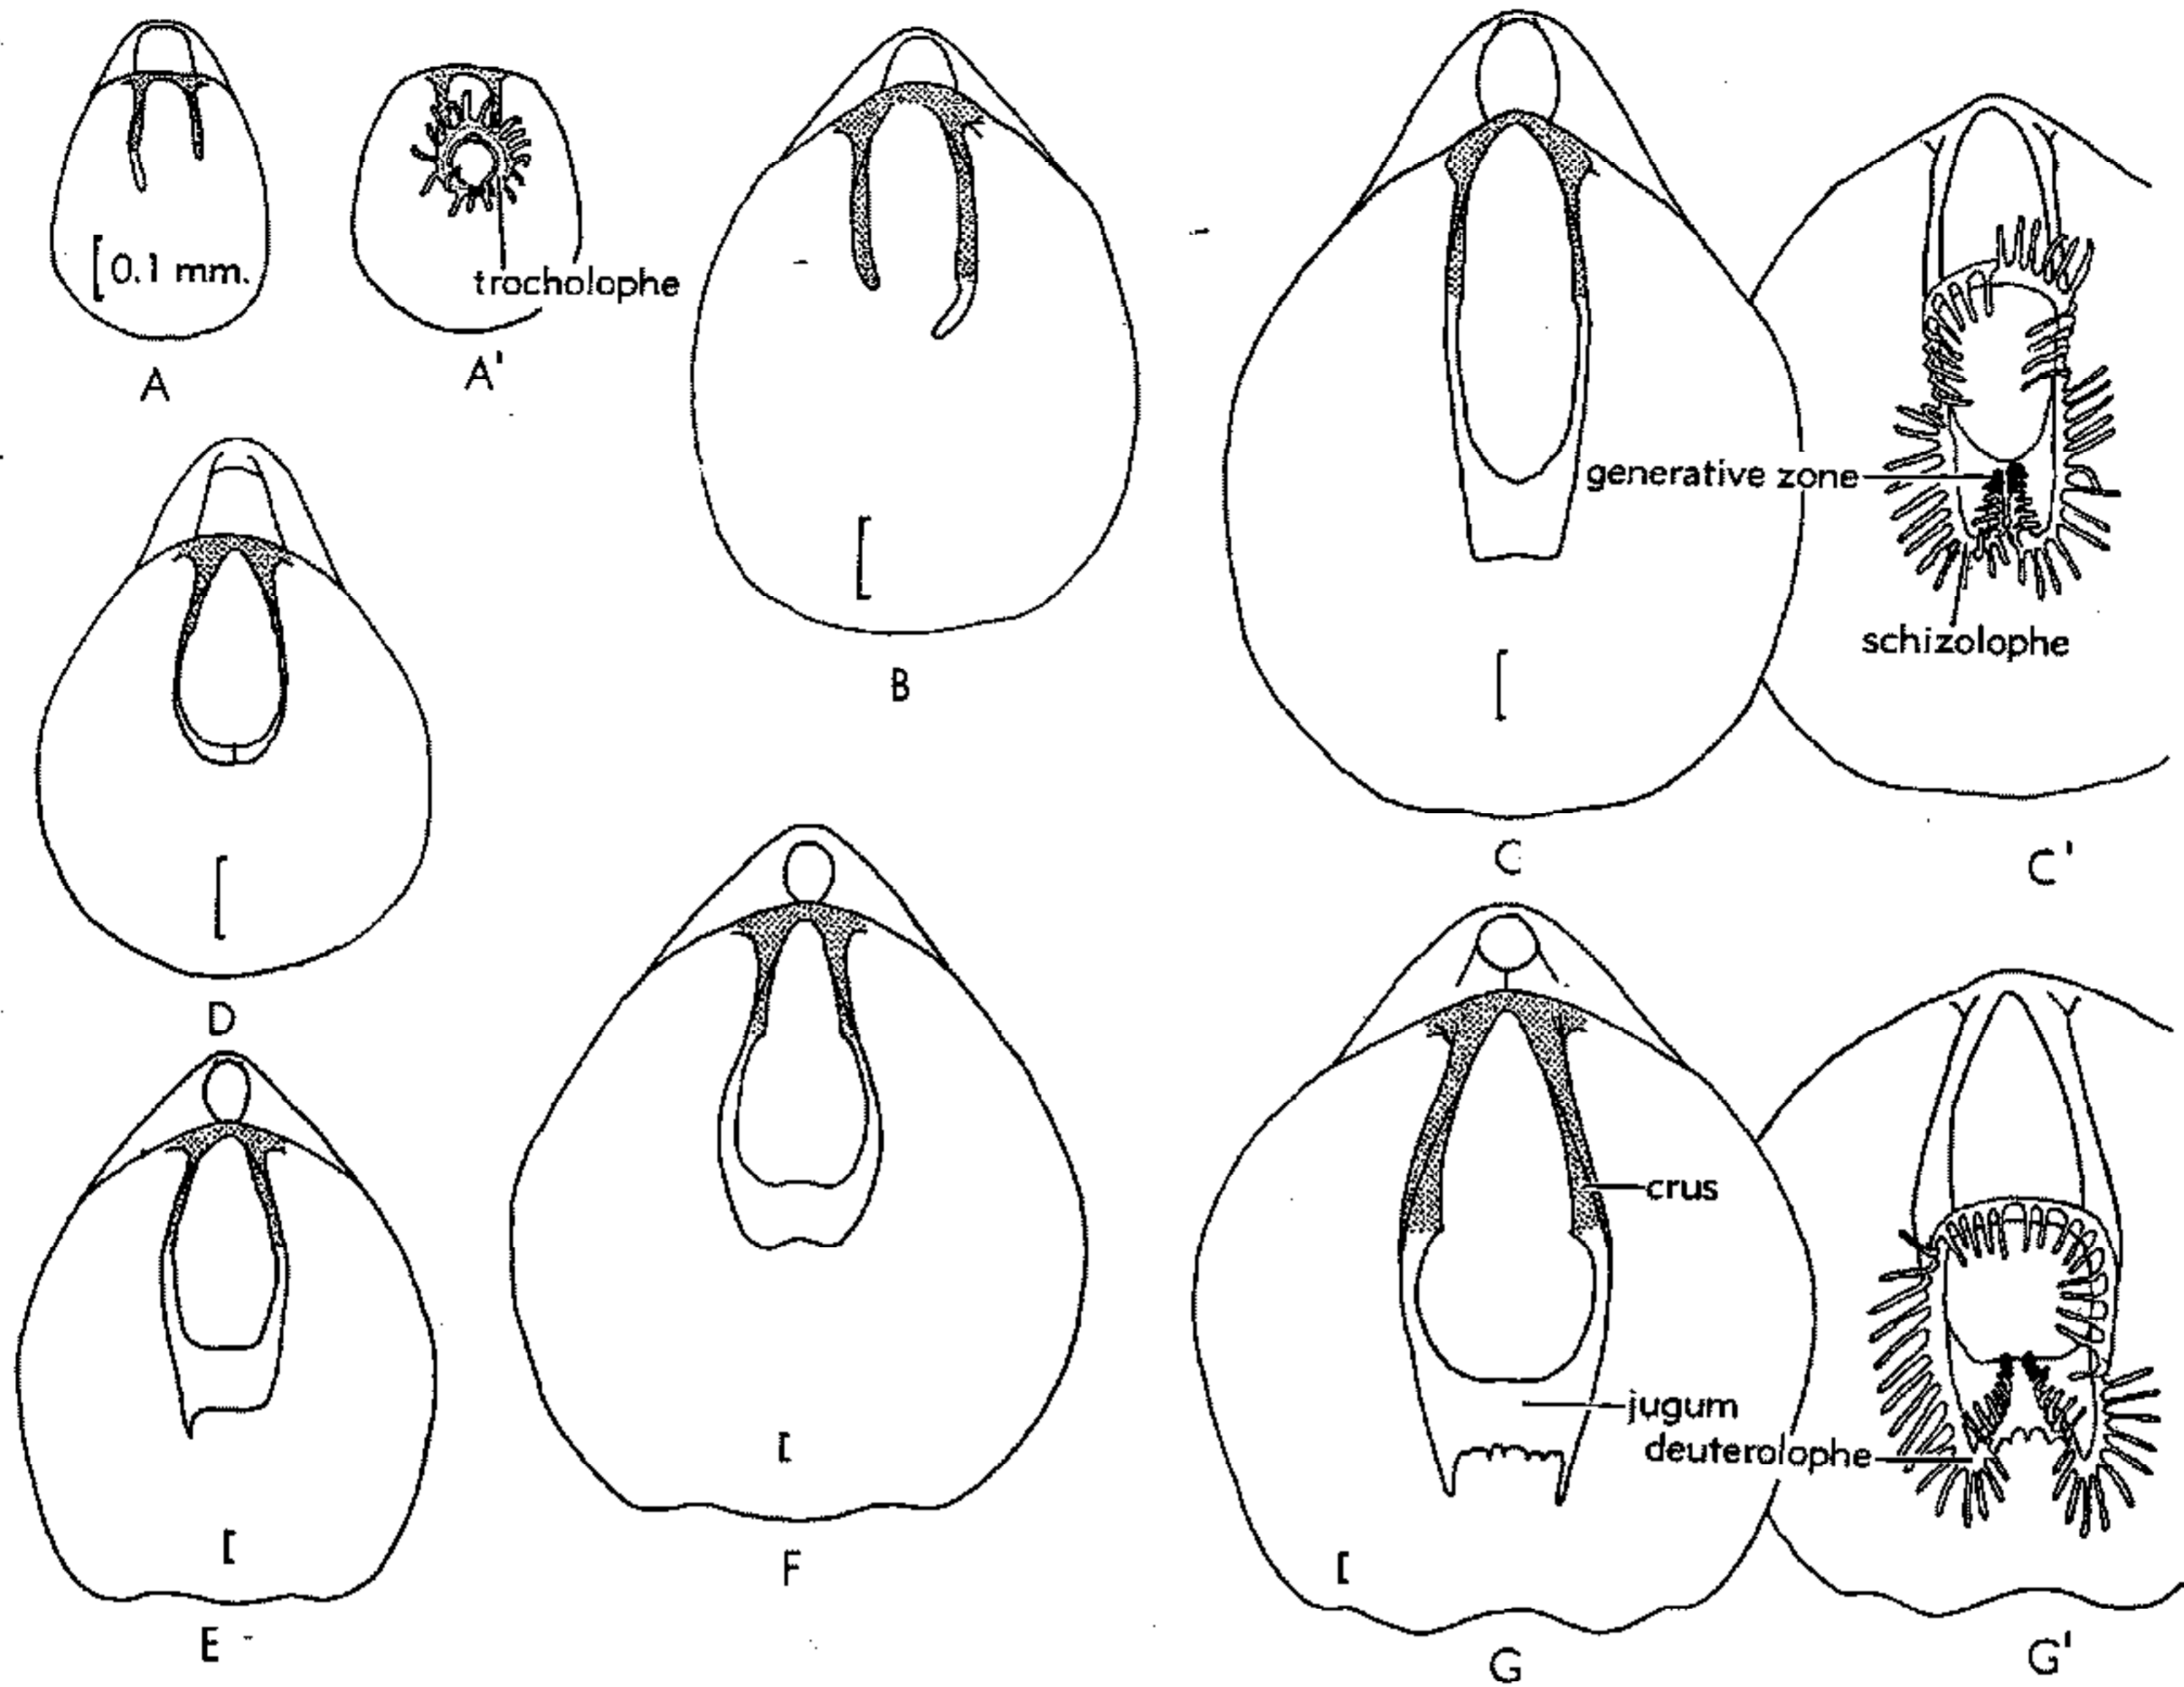 0.1 mm.
A
trocholophe
A'
B
generative zone
schizolophe
C
C'
D
crus
jugum
deuterolophe
E
F
G
G'